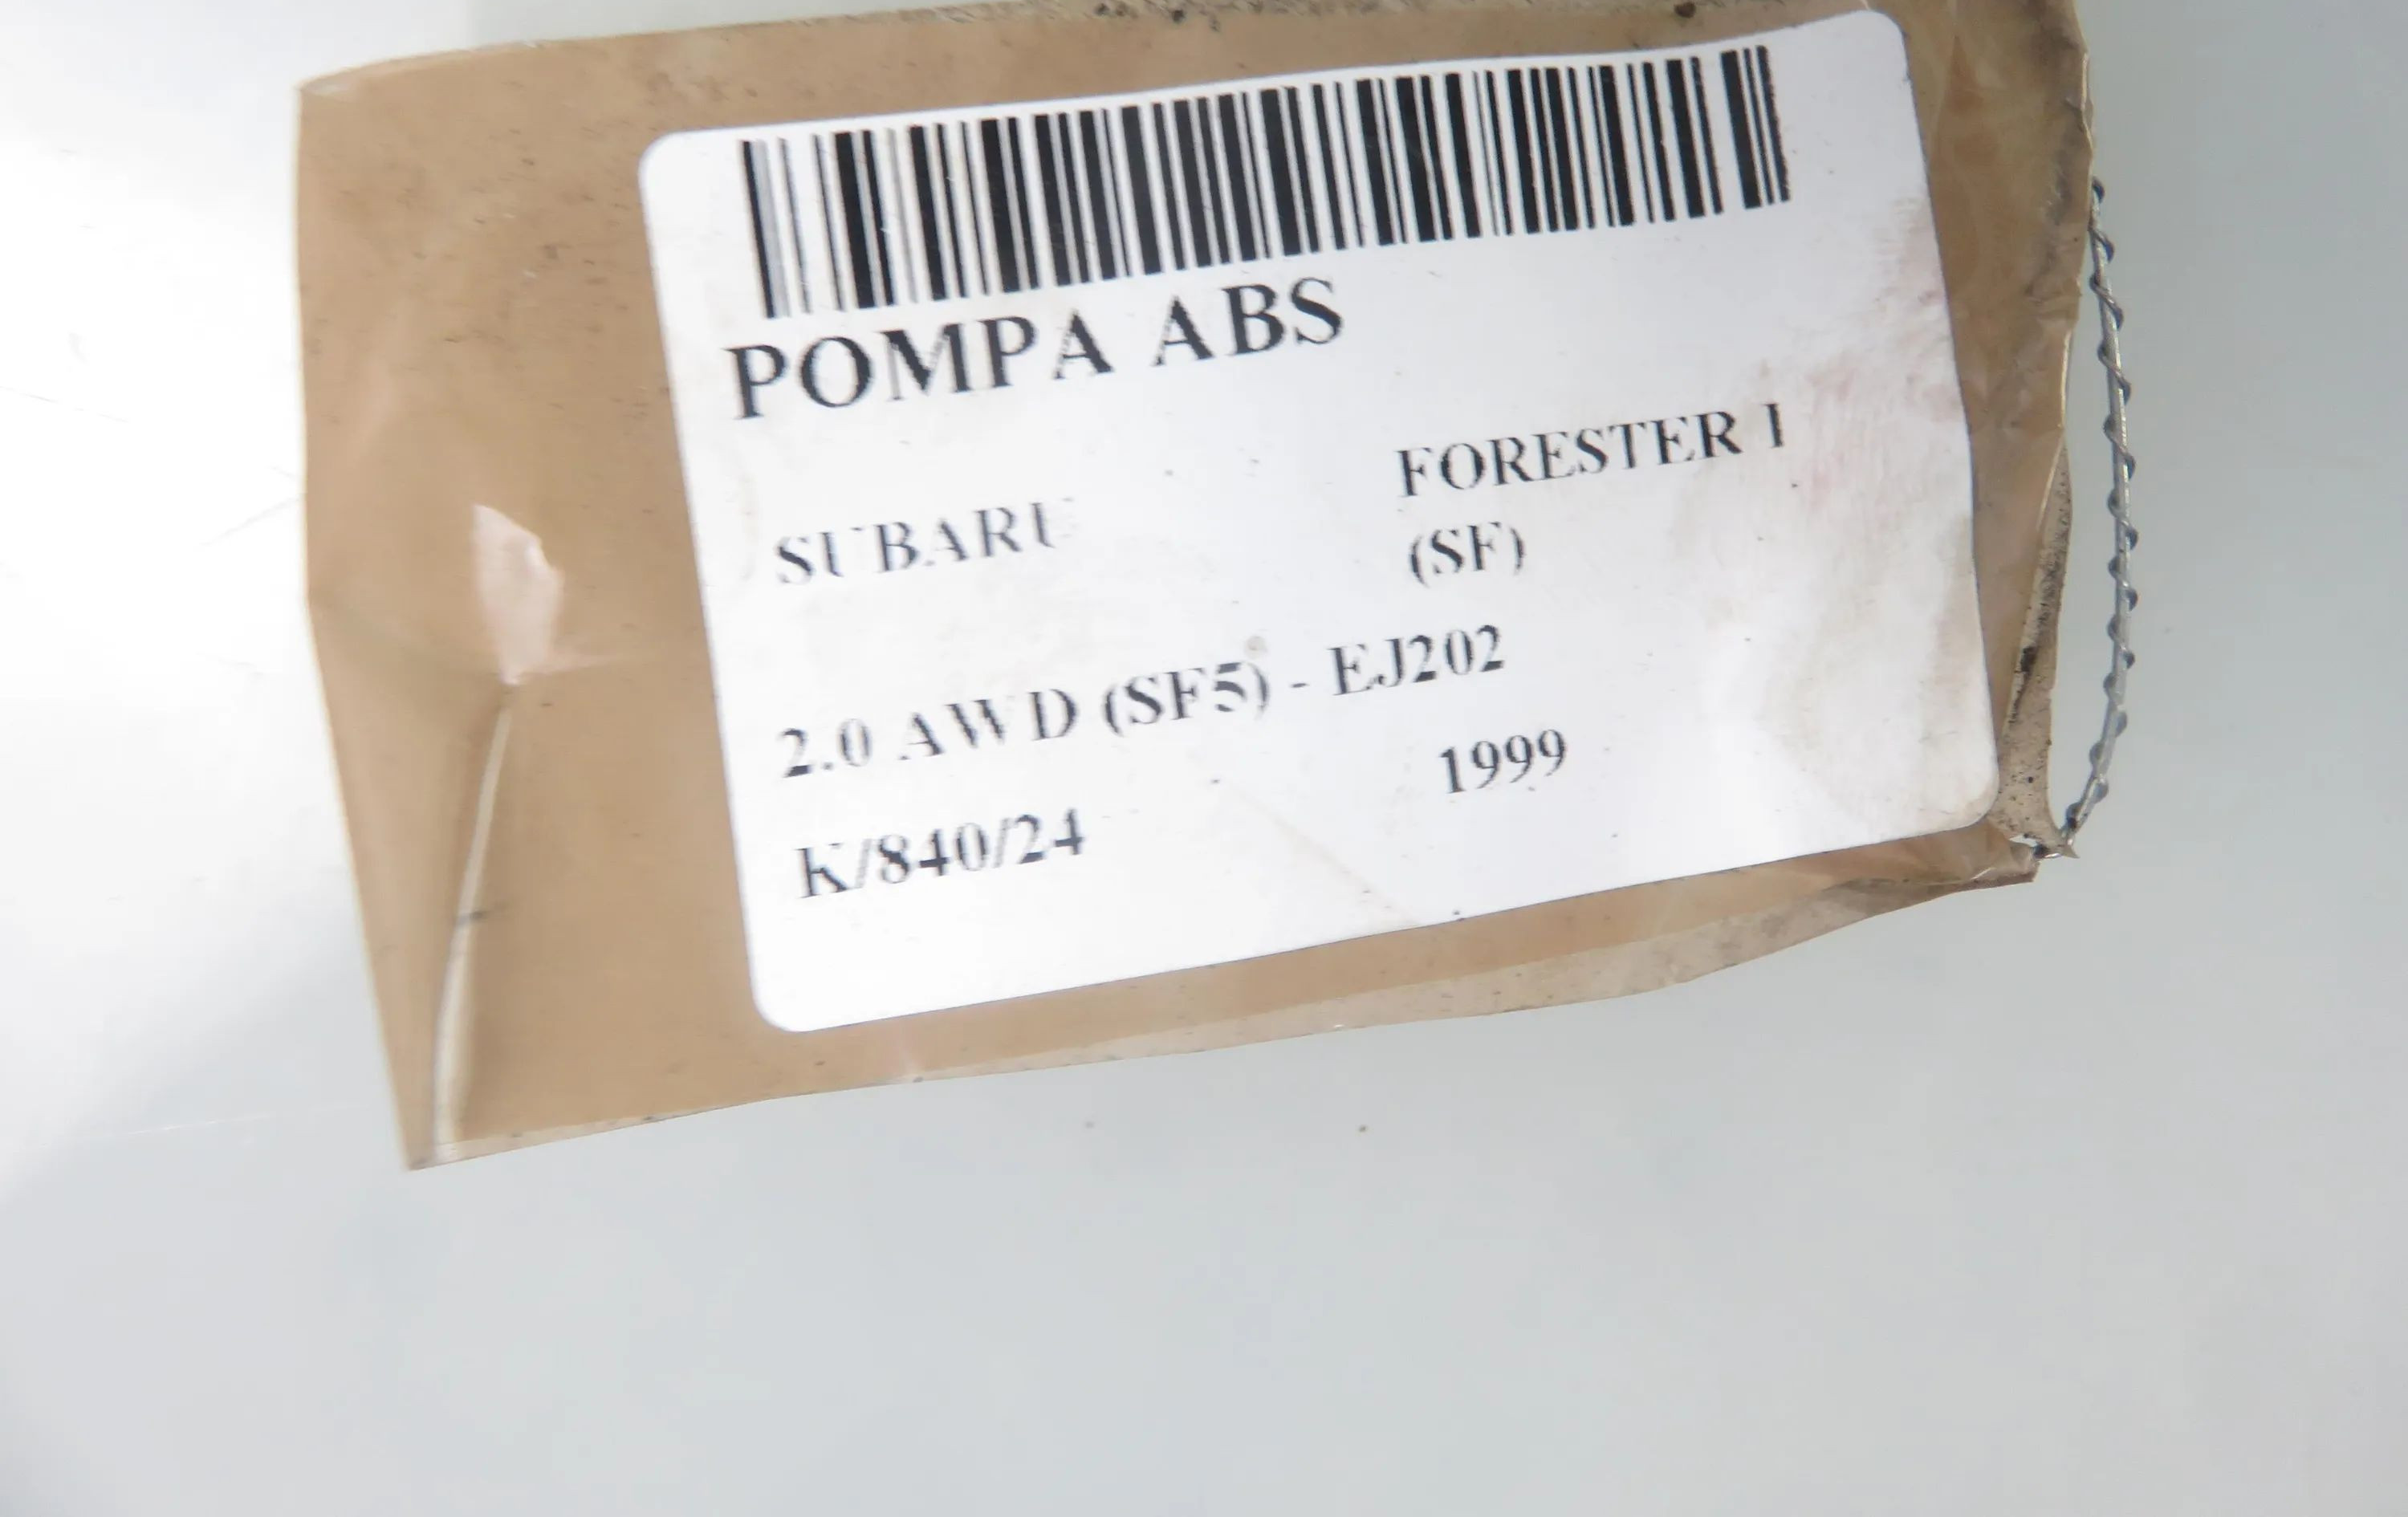 POMPA ABS
SUBARU FORESTER I
(SF)
2.0 AWD (SF5) - EJ202
K/840/24 1999